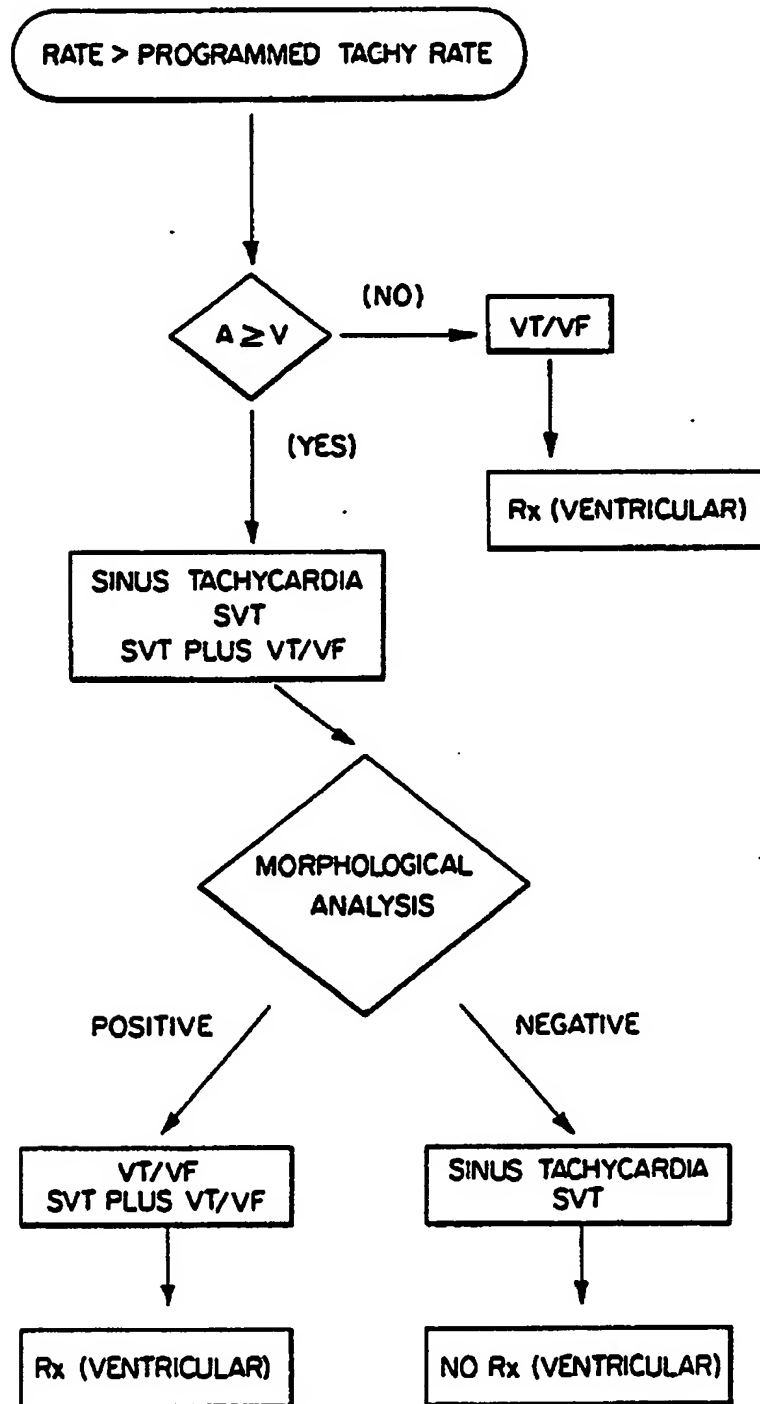 RATE > PROGRAMMED TACHY RATE
A ≥ V
(NO)
VT/VF
(YES)
Rx (VENTRICULAR)
SINUS TACHYCARDIA
SVT
SVT PLUS VT/VF
MORPHOLOGICAL
ANALYSIS
POSITIVE
NEGATIVE
VT/VF
SVT PLUS VT/VF
SINUS TACHYCARDIA
SVT
Rx (VENTRICULAR)
NO Rx (VENTRICULAR)